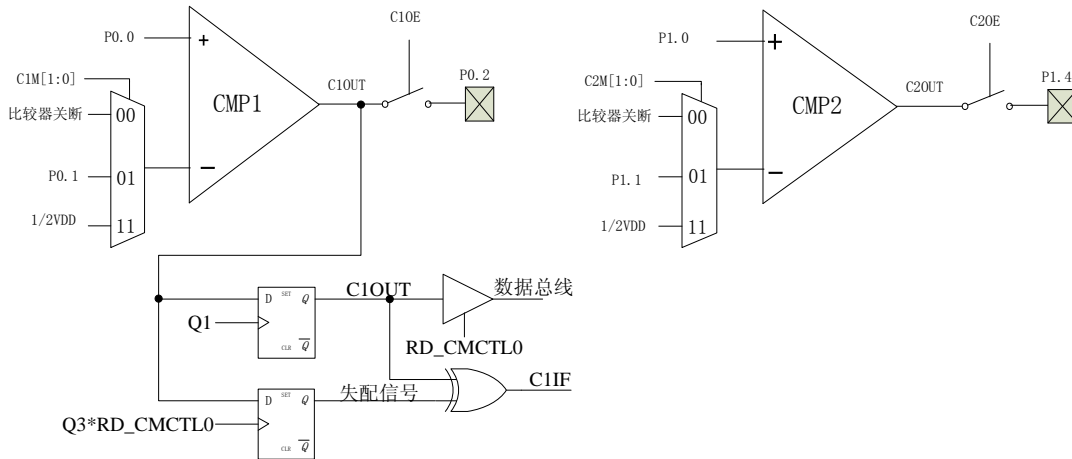 C1OE
P0.0
+
C1OUT
P0.2
C1M[1:0]
CMP1
比较器关断
00
−
P0.1
01
1/2VDD
11
C2OE
P1.0
+
C2OUT
P1.4
C2M[1:0]
CMP2
比较器关断
00
−
P1.1
01
1/2VDD
11
D SET Q
C1OUT
数据总线
Q1
CLR Q
RD_CMCTL0
D SET Q
失配信号
C1IF
Q3*RD_CMCTL0
CLR Q